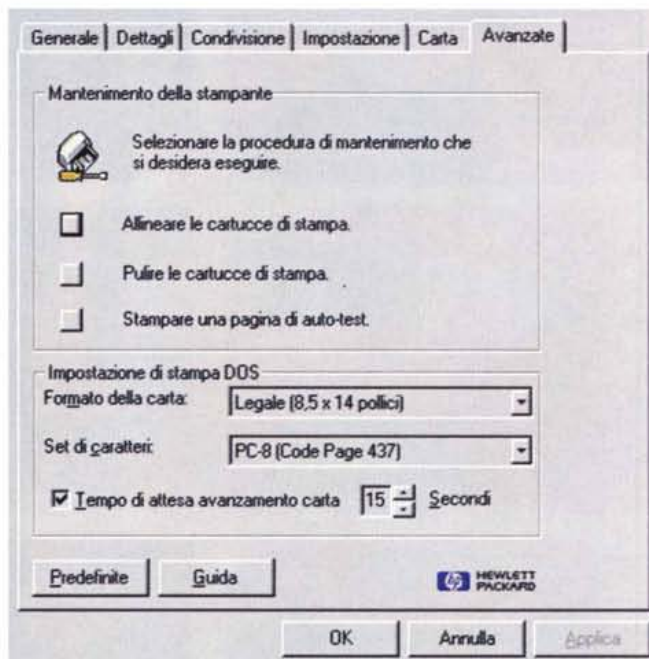 Generale Dettagli Condivisione Impostazione Carta Avanzate
Mantenimento della stampante
Selezionare la procedura di mantenimento che
si desidera eseguire.
Allineare le cartucce di stampa.
Pulire le cartucce di stampa.
Stampare una pagina di auto-test.
Impostazione di stampa DOS
Formato della carta: Legale (8,5 x 14 pollici)
Set di caratteri: PC-8 (Code Page 437)
Tempo di attesa avanzamento carta 15 Secondi
Predefinite Guida
hp HEWLETT
PACKARD
OK Annulla Applica